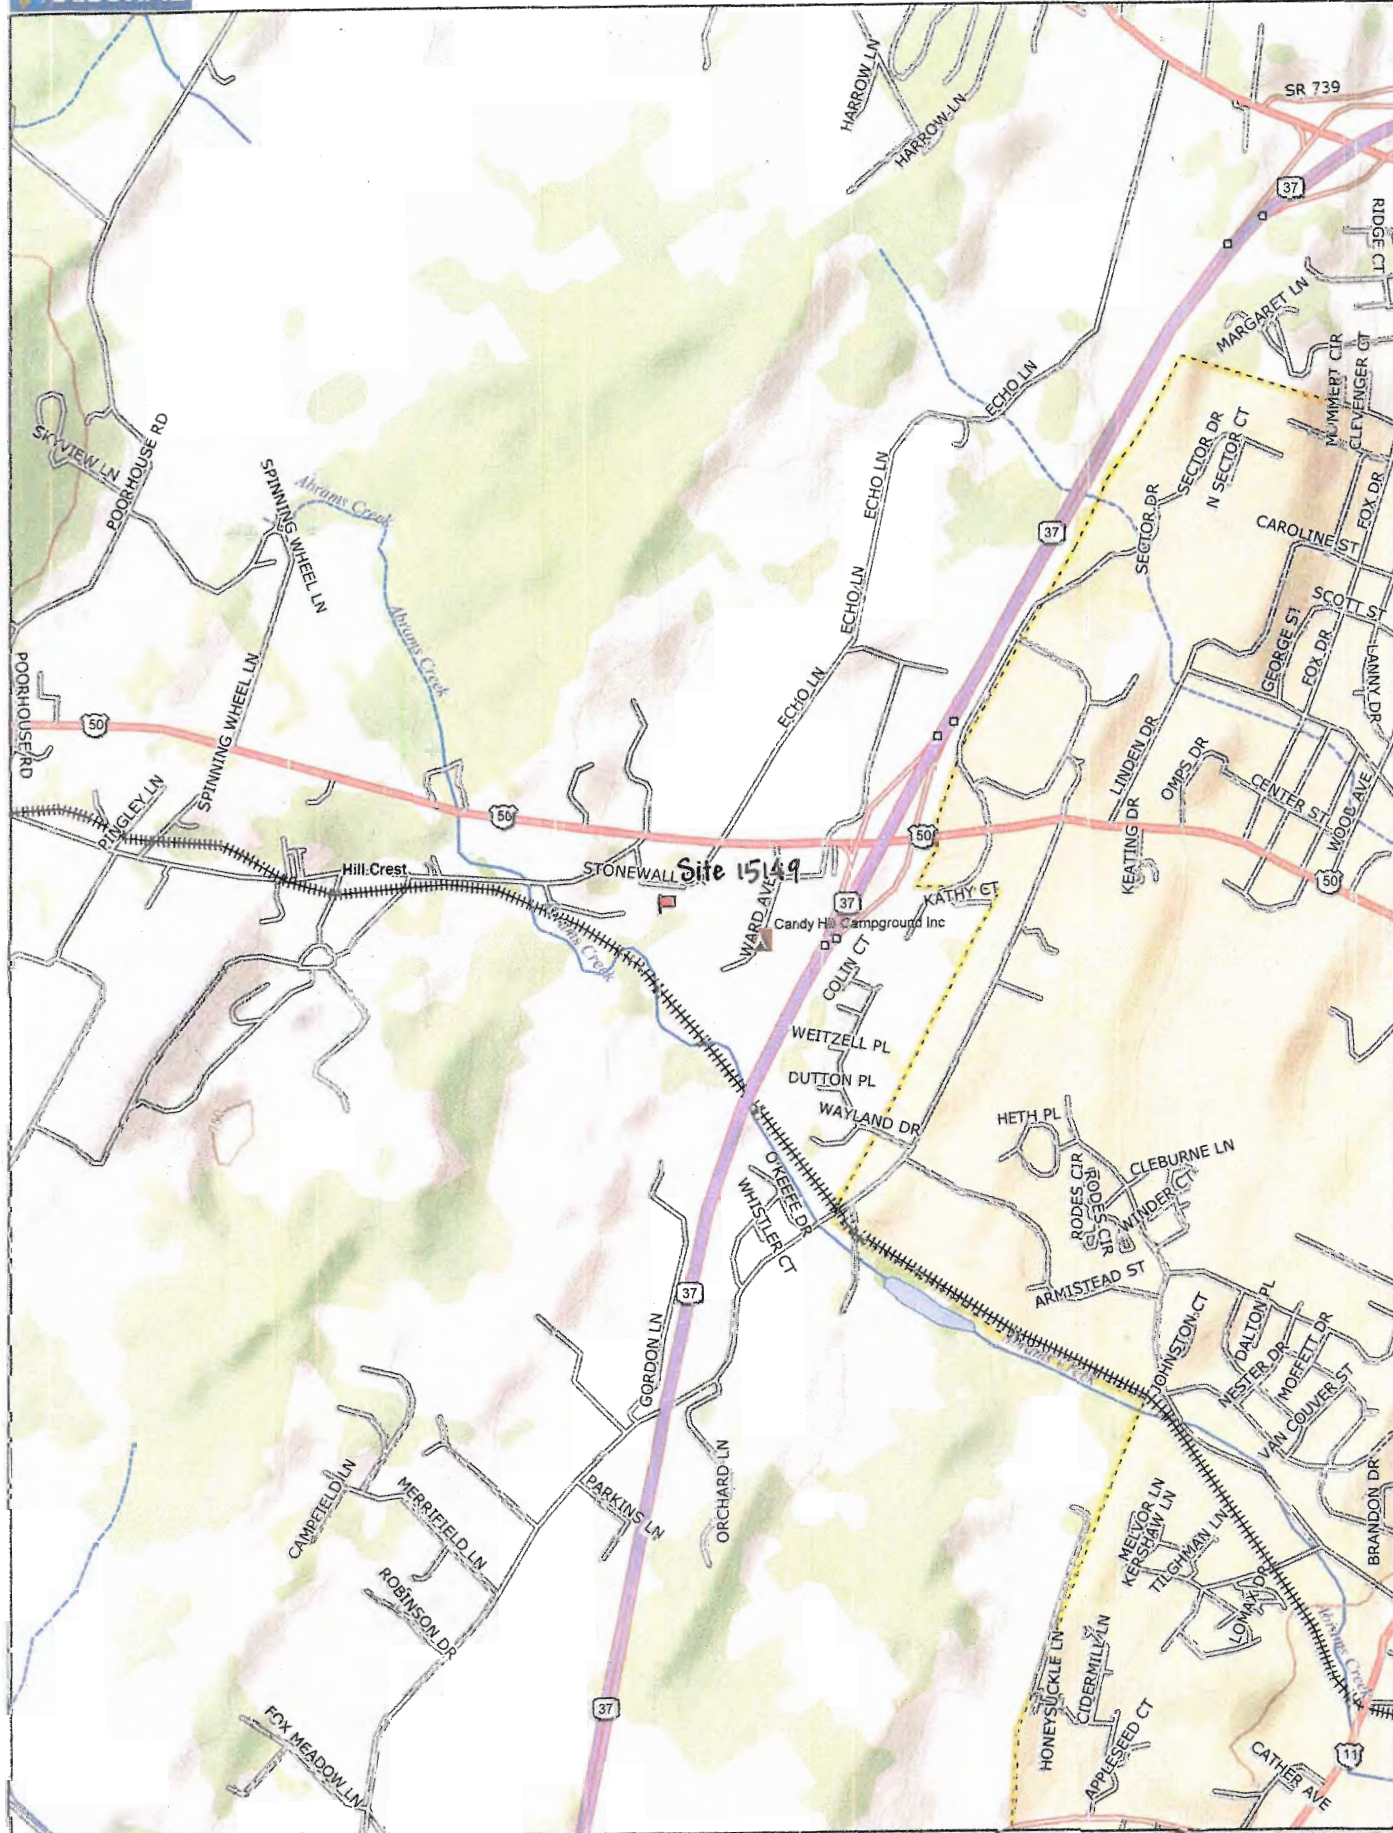 HARROW LN
HARROW LN
SR 739
37
RIDGE CT
MARGARET LN
MUMMERT CIR
CLEVENGER CT
ECHO LN
SECTOR DR
N SECTOR CT
SKYVIEW LN
POORHOUSE RD
SPINNING WHEEL LN
Abrams Creek
ECHO LN
37
SECTOR DR
FOX DR
CAROLINE ST
SCOTT ST
Abrams Creek
ECHO LN
GEORGE ST
FOX DR
LANNY DR
POORHOUSE RD
50
SPINNING WHEEL LN
ECHO LN
LINDEN DR
OMPS DR
CENTER ST
WOOD AVE
PINGLEY LN
50
50
KEATING DR
50
Hill Crest
STONEWALL
Site 15149
WARD AVE
37
KATHY CT
Candy Hill Campground Inc
Abrams Creek
COLIN CT
WEITZELL PL
DUTTON PL
WAYLAND DR
HETH PL
CLEBURNE LN
RODES CIR
RODES CIR
WINDER CT
O'KEEFE DR
WHISTLER CT
ARMISTEAD ST
37
GORDON LN
JOHNSTON CT
DALTON PL
NESTER DR
MOFFETT DR
VAN COUVER ST
Abrams Creek
CAMPFIELD LN
MERRIFIELD LN
PARKINS LN
ORCHARD LN
BRANDON DR
MELVOR LN
KERSHAW LN
TILGHMAN LN
LOMAX DR
ROBINSON DR
HONEYSUCKLE LN
CIDERMILL LN
Abrams Creek
37
FOX MEADOW LN
APPLESEED CT
CATHER AVE
11